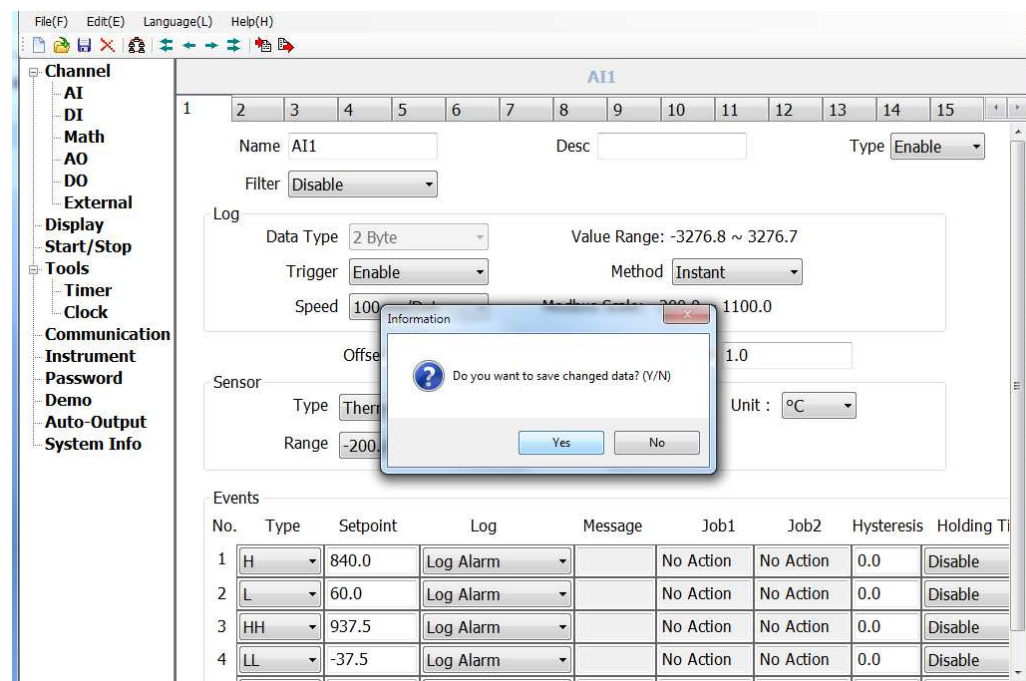 File(F) Edit(E) Language(L) Help(H)
Channel
AI
DI
Math
AO
DO
External
Display
Start/Stop
Tools
Timer
Clock
Communication
Instrument
Password
Demo
Auto-Output
System Info
AI1
1 2 3 4 5 6 7 8 9 10 11 12 13 14 15
Name AI1 Desc Type Enable
Filter Disable
Log
Data Type 2 Byte Value Range: -3276.8 ~ 3276.7
Trigger Enable Method Instant
Speed 100 1100.0
Offse 1.0
Sensor
Type Therr Unit : °C
Range -200.
Information
Do you want to save changed data? (Y/N)
Yes No
Events
No. Type Setpoint Log Message Job1 Job2 Hysteresis Holding Ti
1 H 840.0 Log Alarm No Action No Action 0.0 Disable
2 L 60.0 Log Alarm No Action No Action 0.0 Disable
3 HH 937.5 Log Alarm No Action No Action 0.0 Disable
4 LL -37.5 Log Alarm No Action No Action 0.0 Disable